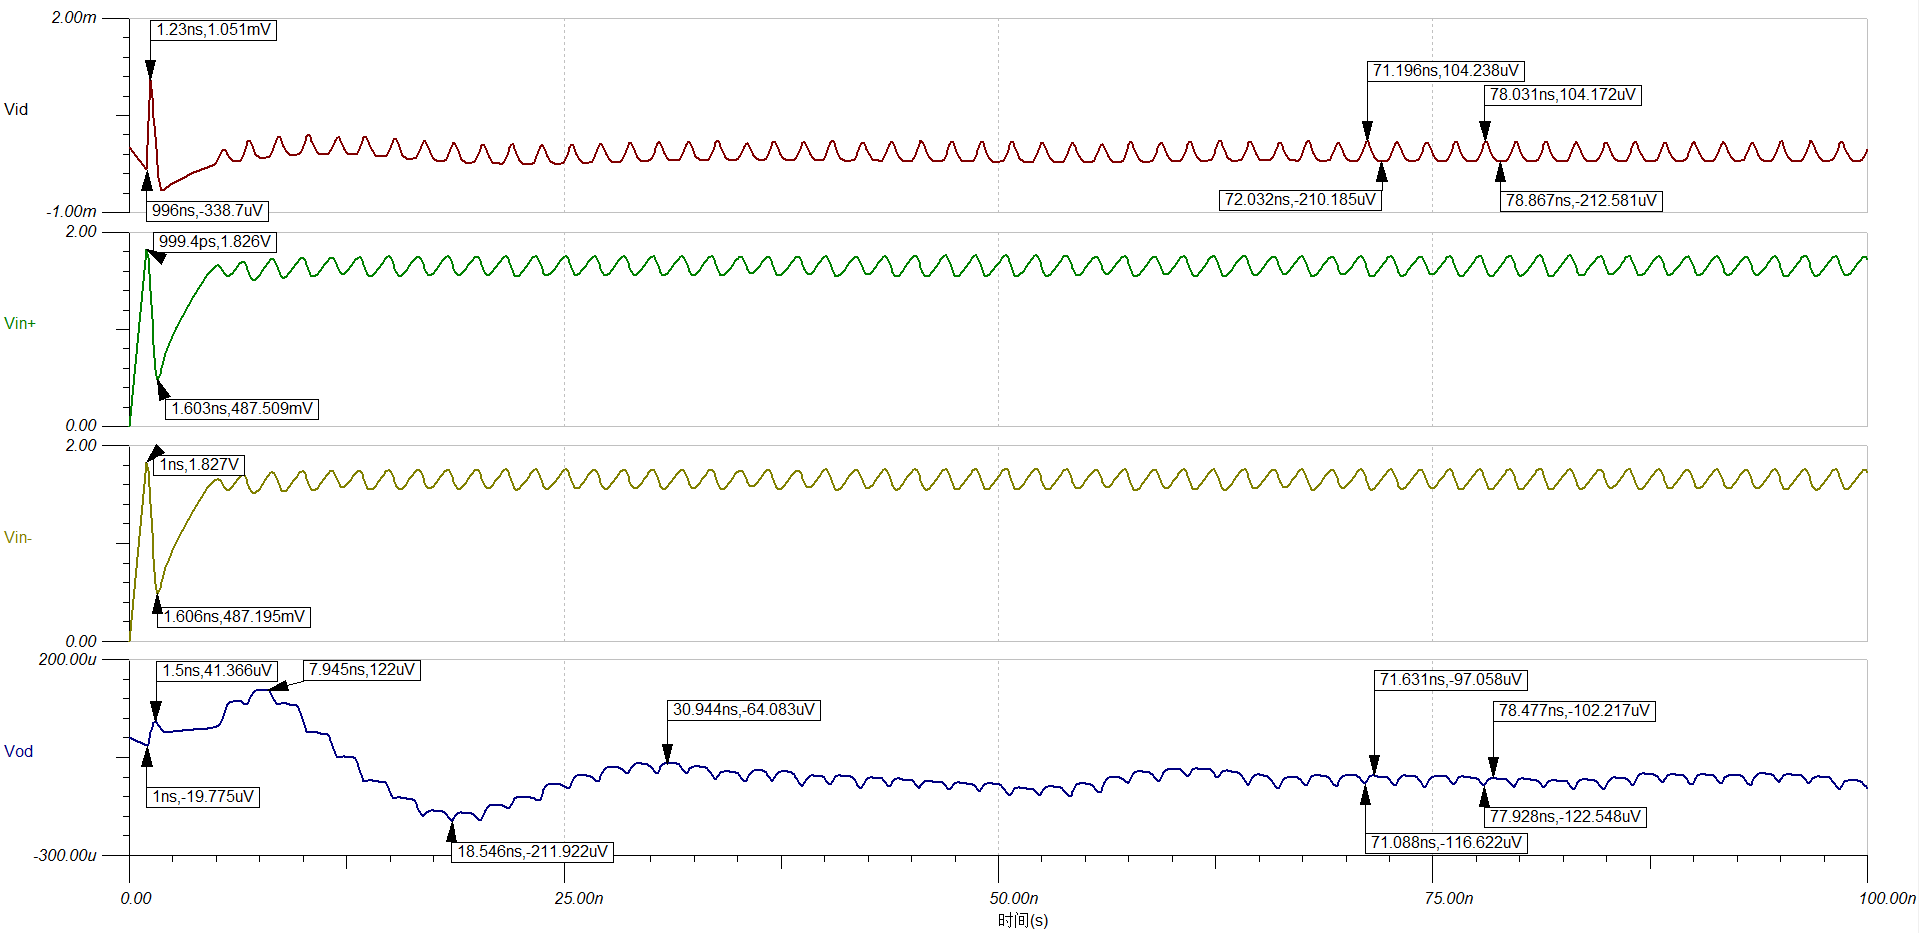 2.00m
1.23ns,1.051mV
71.196ns,104.238uV
78.031ns,104.172uV
Vid
72.032ns,-210.185uV
78.867ns,-212.581uV
996ns,-338.7uV
-1.00m
2.00
999.4ps,1.826V
Vin+
1.603ns,487.509mV
0.00
2.00
1ns,1.827V
Vin-
1.606ns,487.195mV
0.00
200.00u
1.5ns,41.366uV
7.945ns,122uV
71.631ns,-97.058uV
30.944ns,-64.083uV
78.477ns,-102.217uV
Vod
1ns,-19.775uV
77.928ns,-122.548uV
71.088ns,-116.622uV
18.546ns,-211.922uV
-300.00u
0.00
25.00n
50.00n
75.00n
100.00n
时间(s)